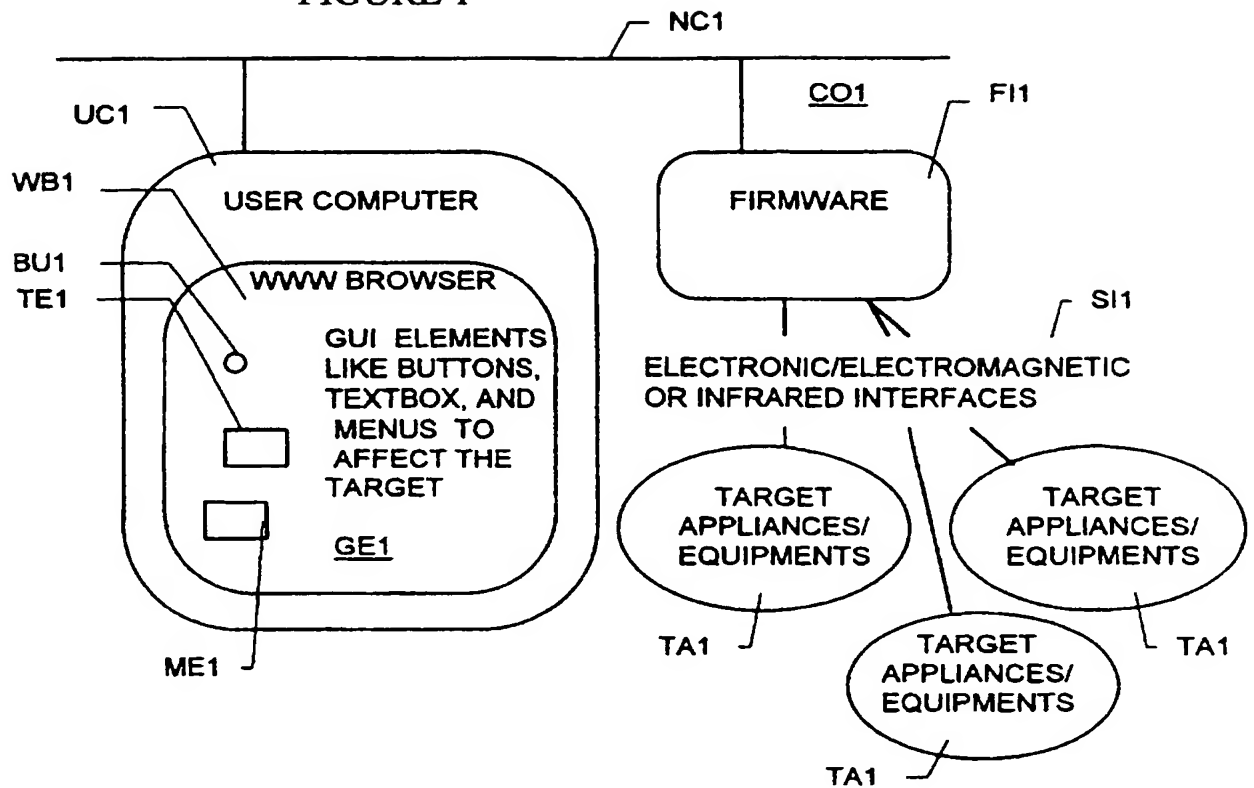 FIGURE 1
NC1
CO1
FI1
UC1
WB1
USER COMPUTER
FIRMWARE
BU1
TE1
WWW BROWSER
SI1
GUI ELEMENTS
LIKE BUTTONS,
TEXTBOX, AND
MENUS TO
AFFECT THE
TARGET
GE1
ELECTRONIC/ELECTROMAGNETIC
OR INFRARED INTERFACES
TARGET
APPLIANCES/
EQUIPMENTS
TARGET
APPLIANCES/
EQUIPMENTS
ME1
TA1
TA1
TARGET
APPLIANCES/
EQUIPMENTS
TA1